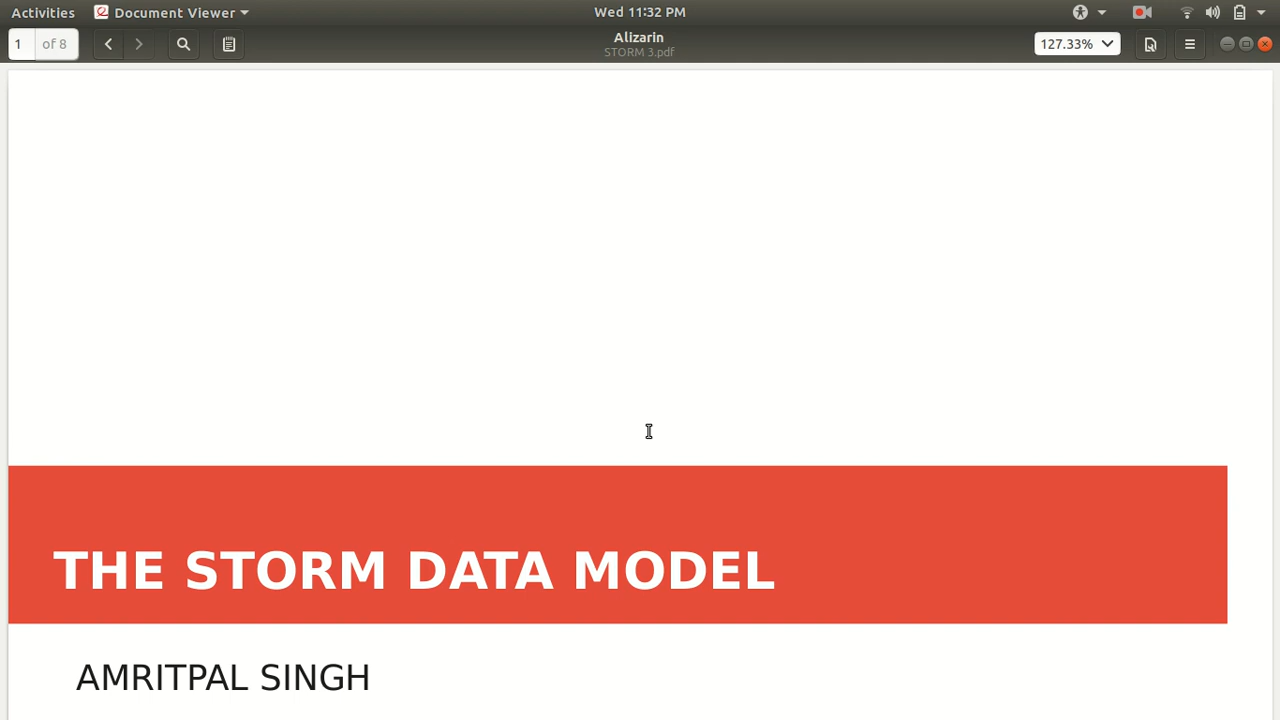 Activities Document Viewer Wed 11:32 PM
1 of 8 Alizarin 127.33%
STORM 3.pdf
THE STORM DATA MODEL
AMRITPAL SINGH